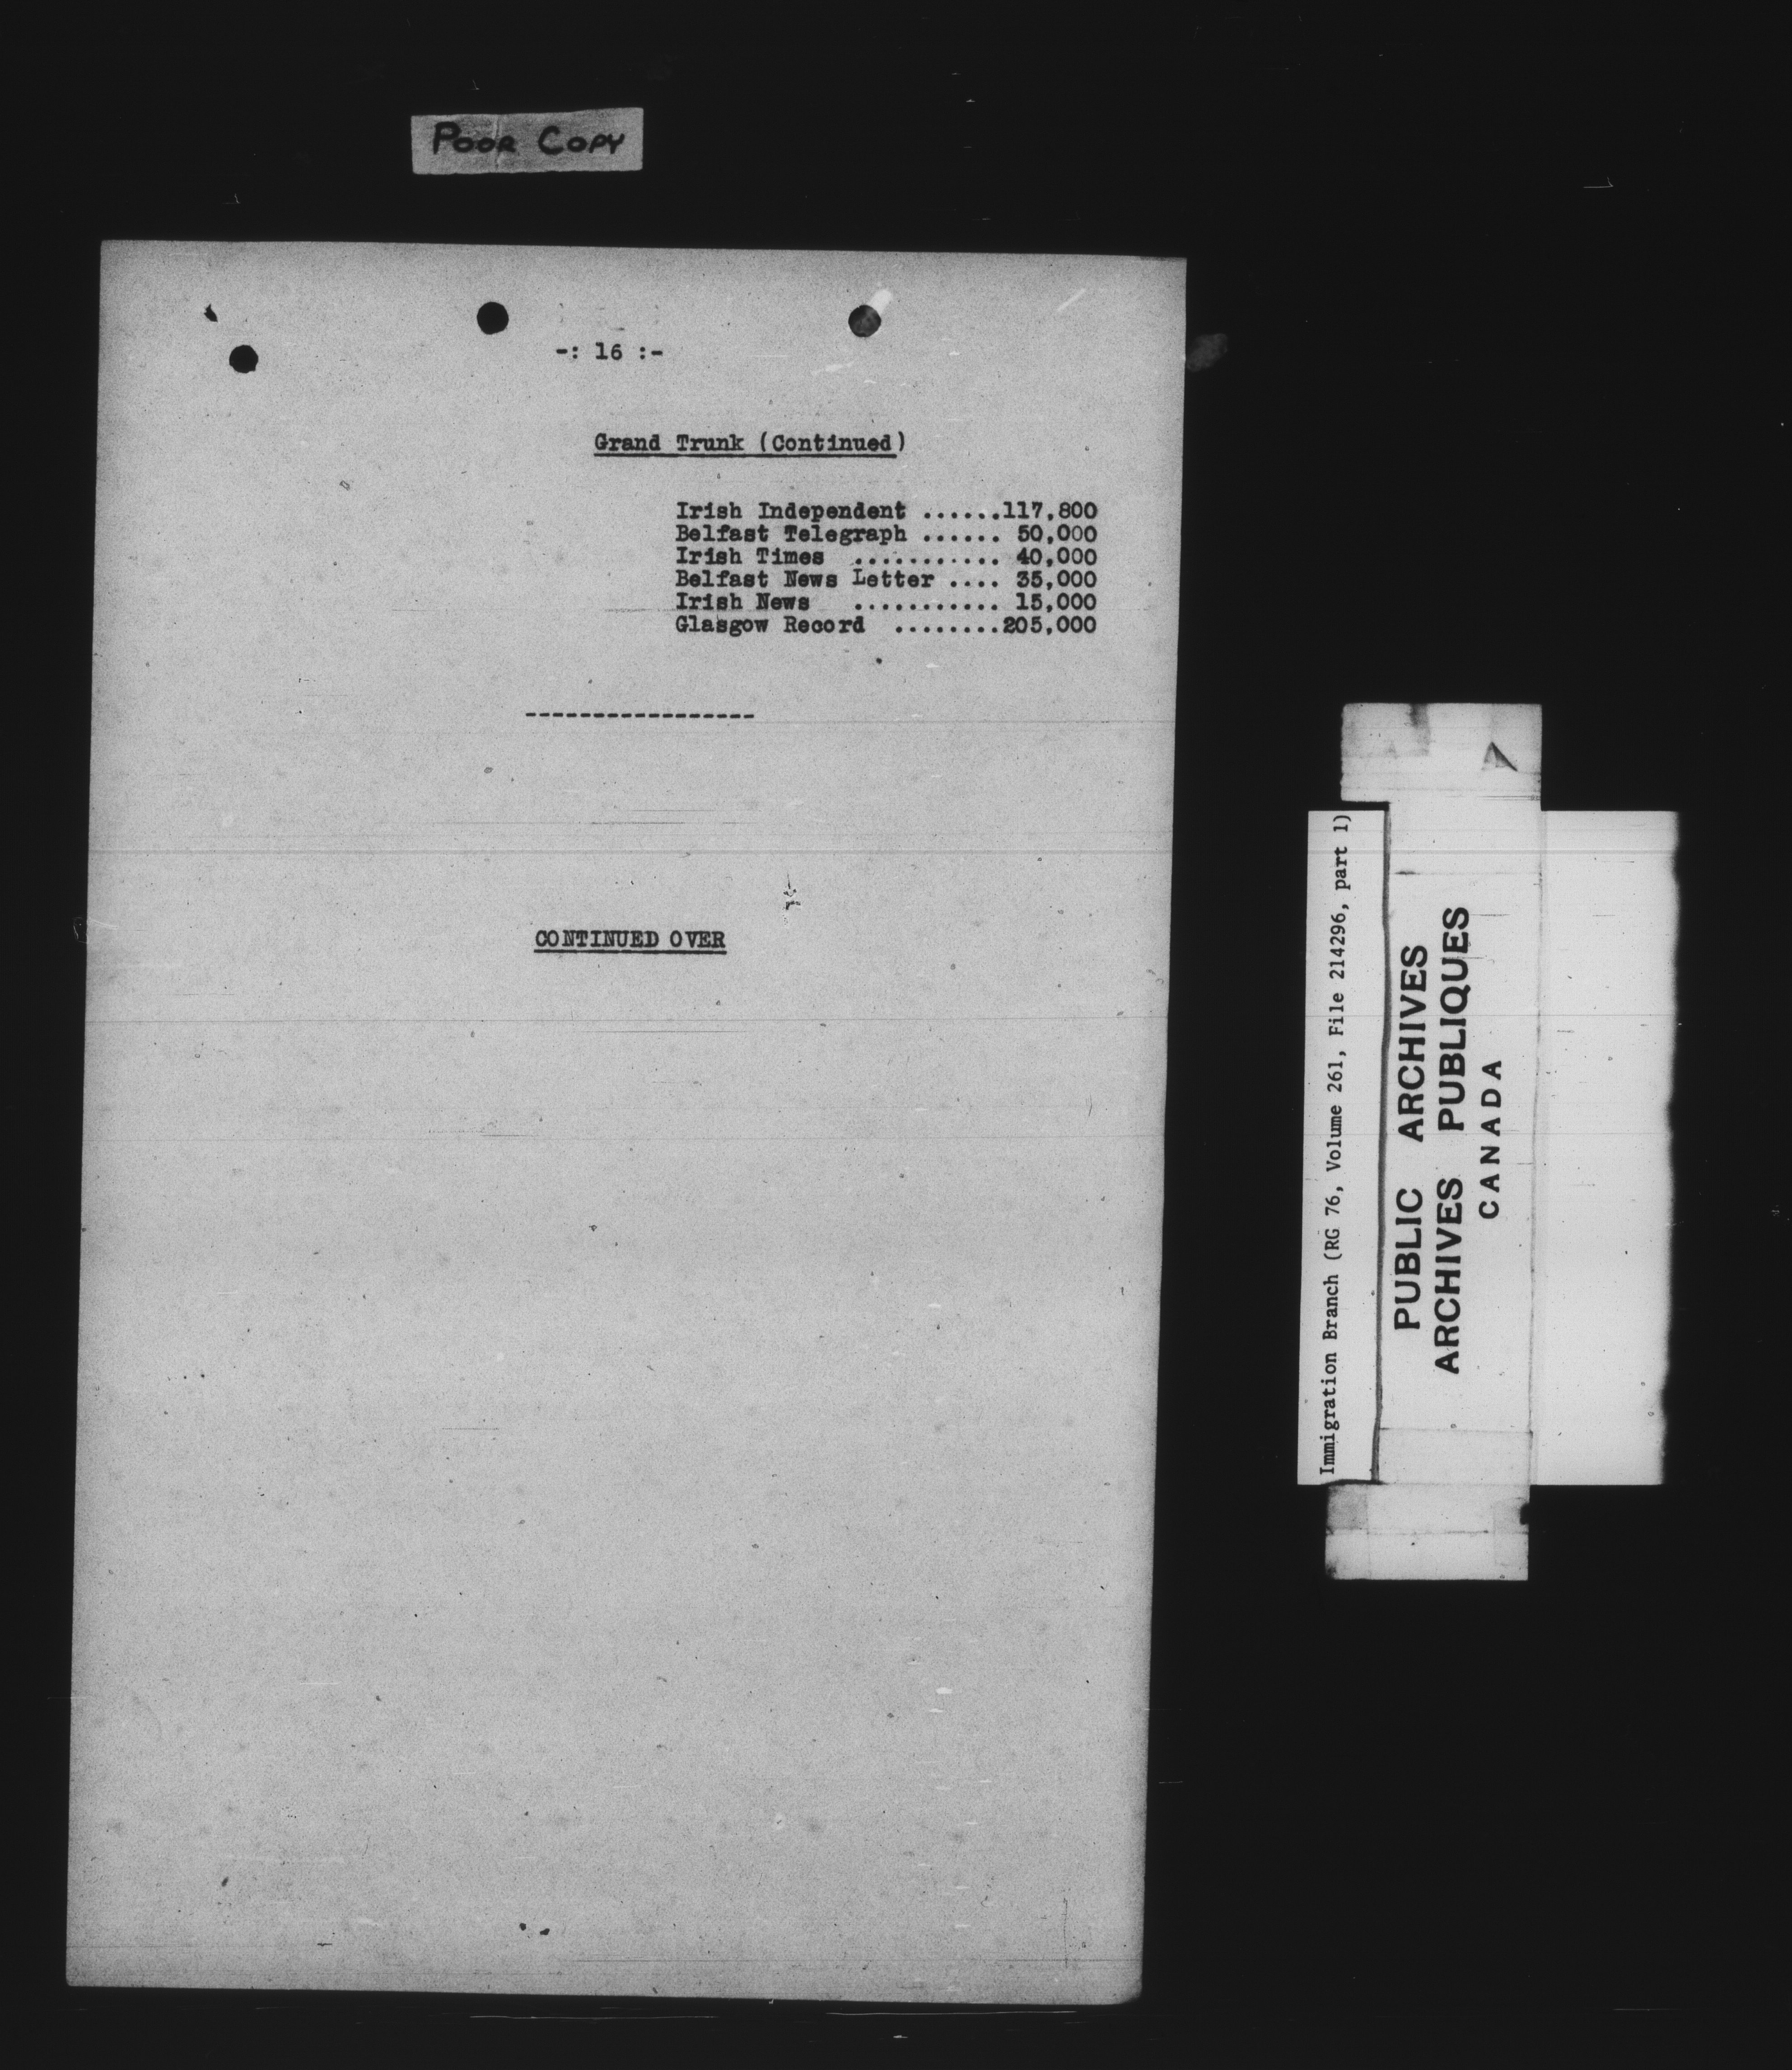 POOR COPY
-: 16 :-
Grand Trunk (Continued)
Irish Independent ......117,800
Belfast Telegraph ...... 50,000
Irish Times ........... 40,000
Belfast News Letter .... 35,000
Irish News ........... 15,000
Glasgow Record ........205,000
-----------------
CONTINUED OVER
Immigration Branch (RG 76, Volume 261, File 214296, part 1)
PUBLIC ARCHIVES
ARCHIVES PUBLIQUES
CANADA